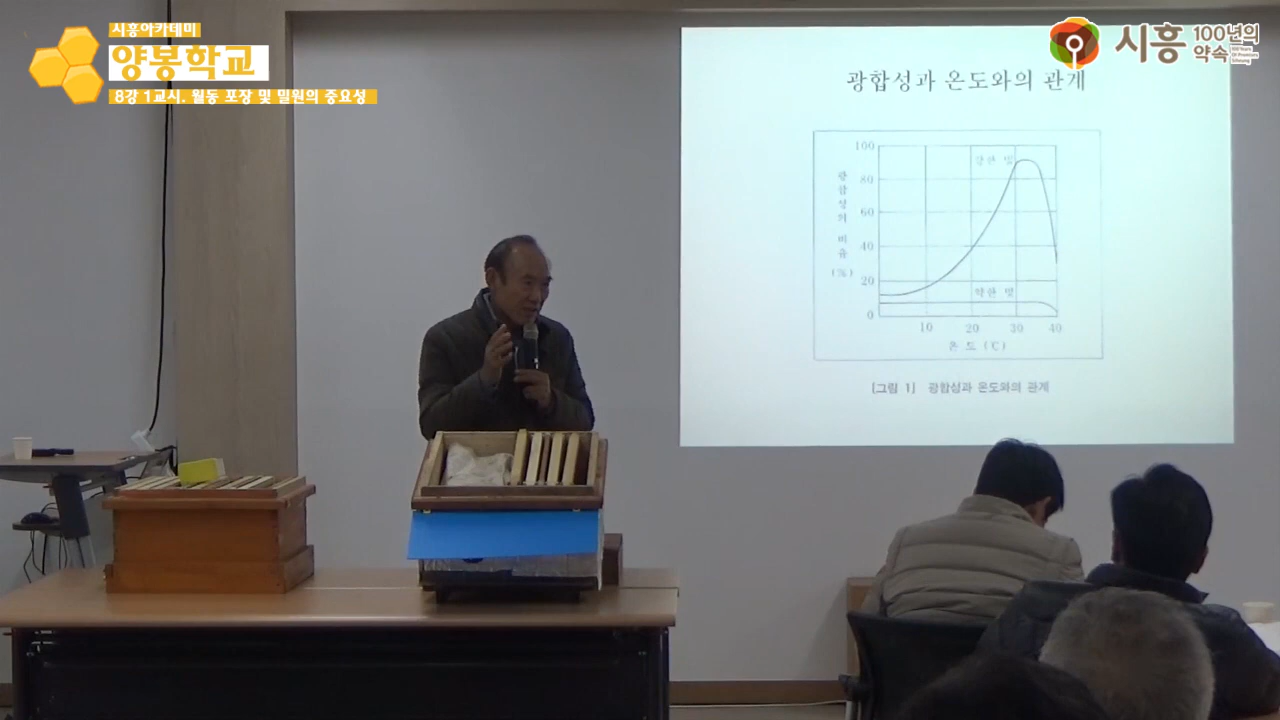 시흥아카데미
양봉학교
8강 1교시. 월동 포장 및 밀원의 중요성
시흥 100년의 약속
광합성과 온도와의 관계
100
80
60
40
20
0
광합성의 비율 (%)
강한 빛
약한 빛
10 20 30 40
온 도 (℃)
[그림 1] 광합성과 온도와의 관계